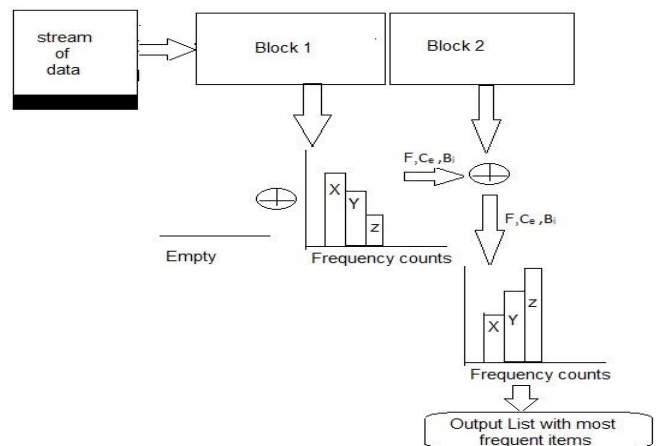 stream
of
data
Block 1
Block 2
F,Cₑ,Bᵢ
X
Y
Z
F,Cₑ,Bᵢ
Empty
Frequency counts
X
Y
Z
Frequency counts
Output List with most
frequent items